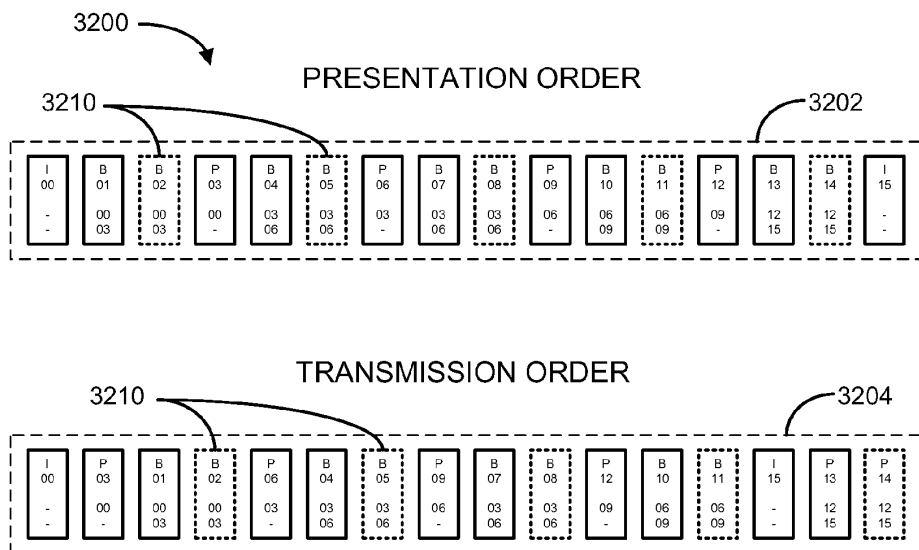 3200
PRESENTATION ORDER
3210
3202
I B B P B B P B B P B B P B B I
00 01 02 03 04 05 06 07 08 09 10 11 12 13 14 15
- 00 00 00 03 03 03 03 03 06 06 06 09 12 12 -
- 03 03 - 06 06 - 06 06 - 09 09 - 15 15 -
TRANSMISSION ORDER
3210
3204
I P B B P B B P B B P B B I P P
00 03 01 02 06 04 05 09 07 08 12 10 11 15 13 14
- 00 00 00 03 03 03 06 03 03 09 06 06 - 12 12
- - 03 03 - 06 06 - 06 06 - 09 09 - 15 15